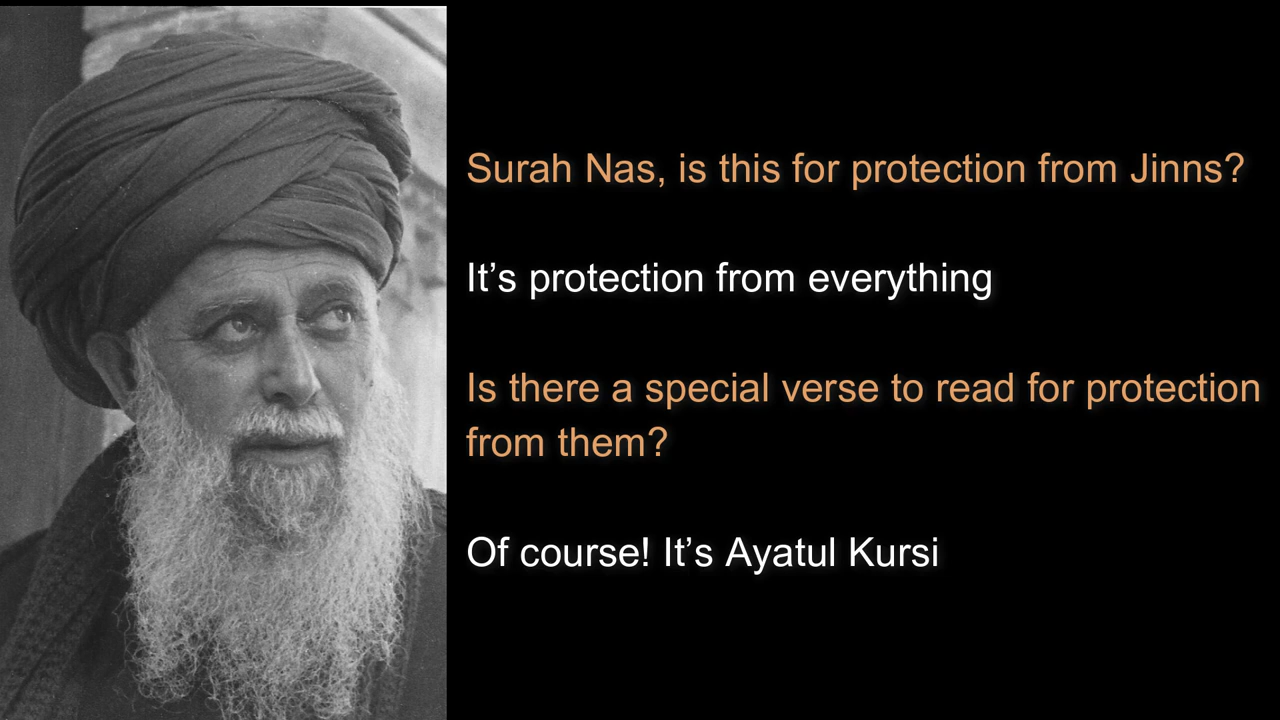 Surah Nas, is this for protection from Jinns?
It’s protection from everything
Is there a special verse to read for protection
from them?
Of course! It’s Ayatul Kursi